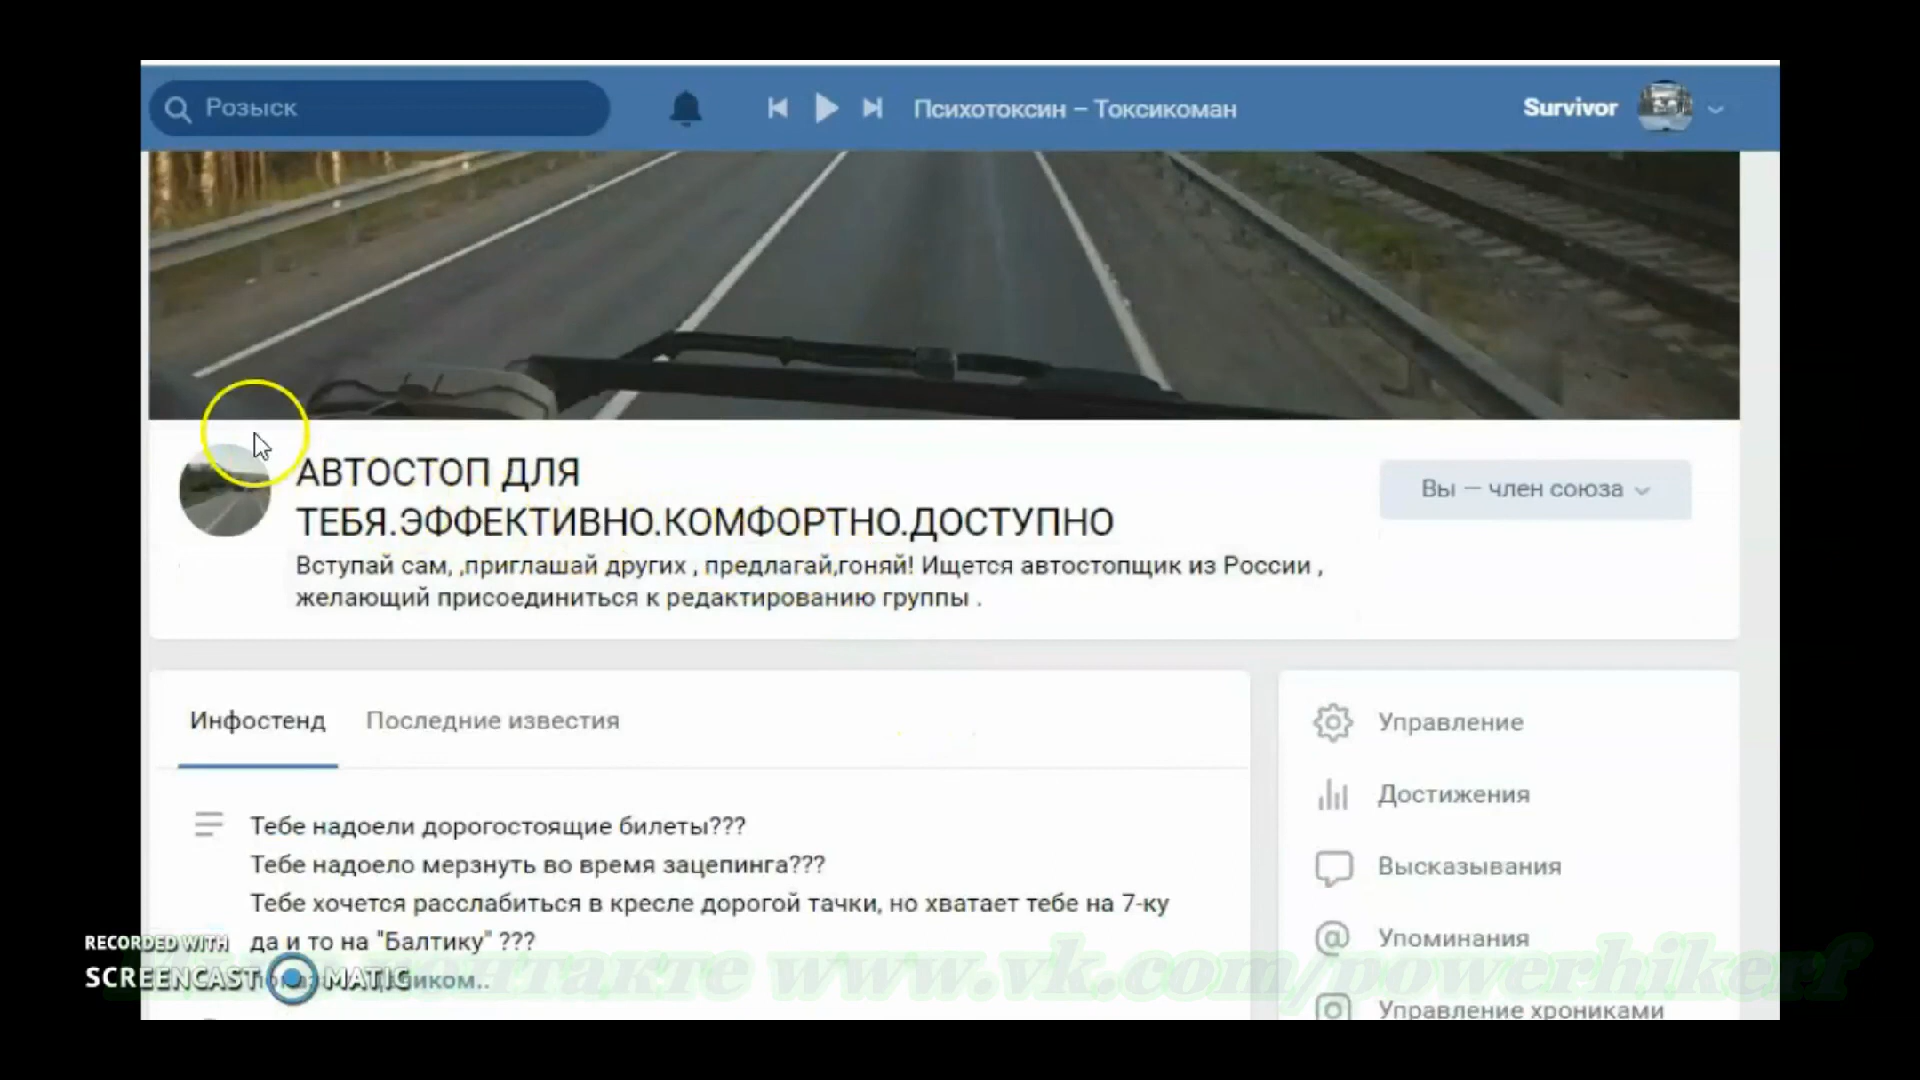 Розыск
Психотоксин – Токсикоман
Survivor
АВТОСТОП ДЛЯ
ТЕБЯ.ЭФФЕКТИВНО.КОМФОРТНО.ДОСТУПНО
Вы — член союза
Вступай сам, ,приглашай других , предлагай,гоняй! Ищется автостопщик из России ,
желающий присоединиться к редактированию группы .
Инфостенд
Последние известия
Тебе надоели дорогостоящие билеты???
Тебе надоело мерзнуть во время зацепинга???
Тебе хочется расслабиться в кресле дорогой тачки, но хватает тебе на 7-ку
да и то на "Балтику" ???
Управление
Достижения
Высказывания
Упоминания
Управление хрониками
RECORDED WITH
SCREENCAST MATIC
www.vk.com/powerhikerf